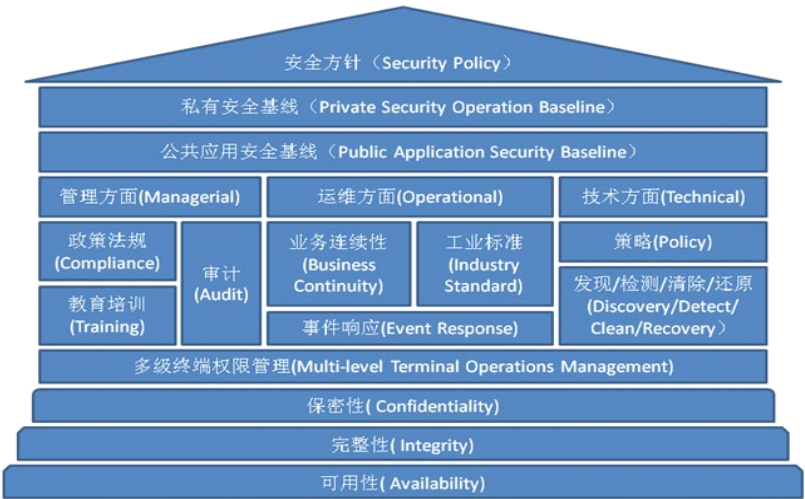 安全方针（Security Policy）
私有安全基线（Private Security Operation Baseline）
公共应用安全基线（Public Application Security Baseline）
管理方面(Managerial)
运维方面(Operational)
技术方面(Technical)
政策法规
(Compliance)
教育培训
(Training)
审计
(Audit)
业务连续性
(Business
Continuity)
工业标准
(Industry
Standard)
事件响应(Event Response)
策略(Policy)
发现/检测/清除/还原
(Discovery/Detect/
Clean/Recovery）
多级终端权限管理(Multi-level Terminal Operations Management)
保密性( Confidentiality)
完整性( Integrity)
可用性( Availability)